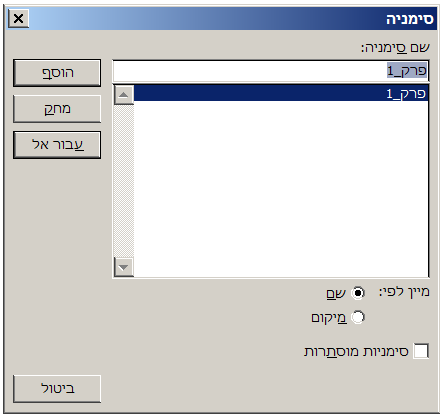 סימניה
שם סימניה:
פרק_1
הוסף
פרק_1
מחק
עבור אל
מיין לפי:
שם
מיקום
סימניות מוסתרות
ביטול